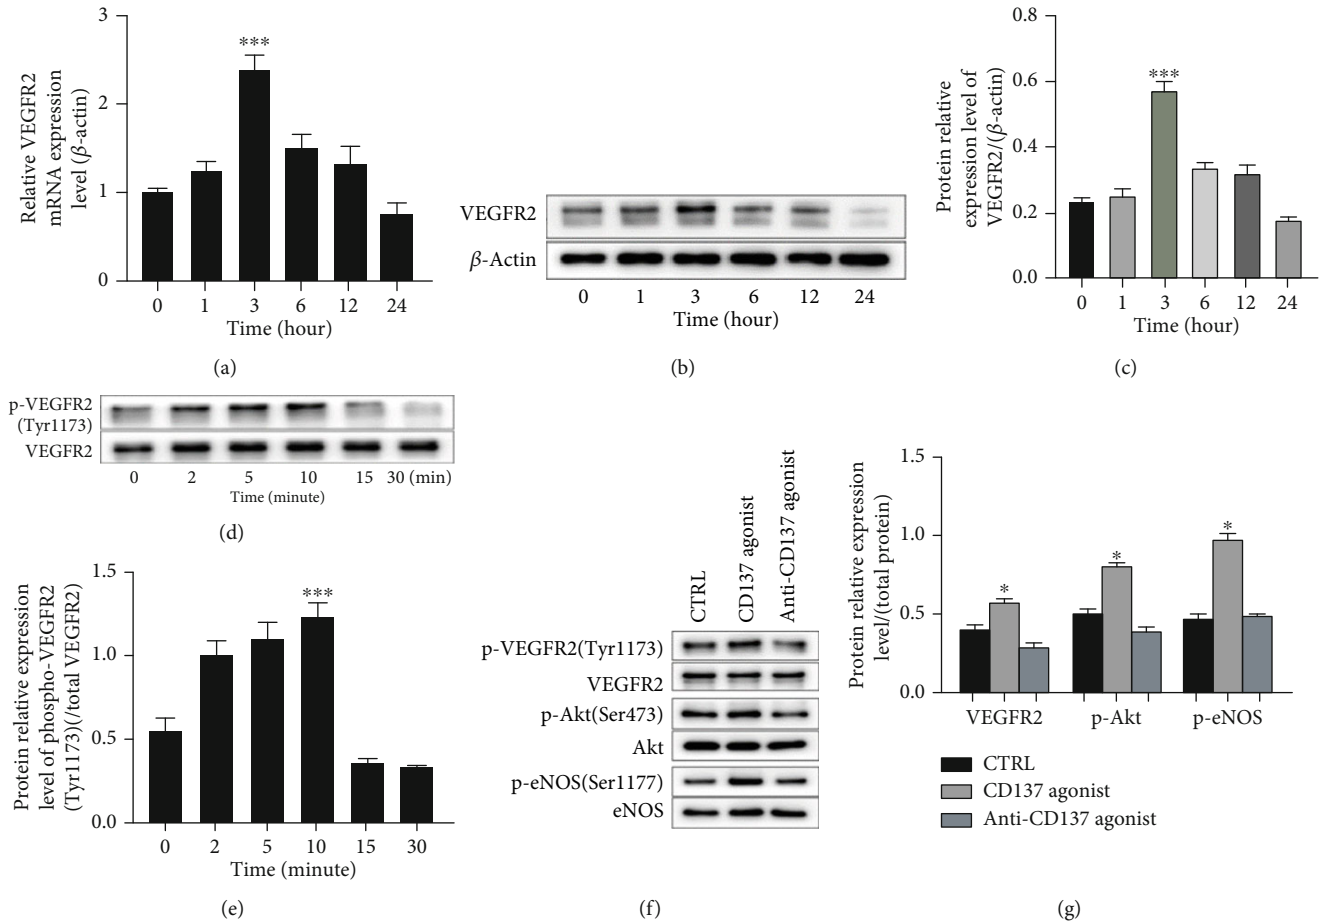 Relative VEGFR2
mRNA expression
level (β-actin)
3
2
1
0
***
0 1 3 6 12 24
Time (hour)
(a)
VEGFR2
β-Actin
0 1 3 6 12 24
Time (hour)
(b)
Protein relative
expression level of
VEGFR2/(β-actin)
0.8
0.6
0.4
0.2
0.0
***
0 1 3 6 12 24
Time (hour)
(c)
p-VEGFR2
(Tyr1173)
VEGFR2
0 2 5 10 15 30 (min)
Time (minute)
(d)
Protein relative expression
level of phospho-VEGFR2
(Tyr1173)(/total VEGFR2)
1.5
1.0
0.5
0.0
***
0 2 5 10 15 30
Time (minute)
(e)
CTRL
CD137 agonist
Anti-CD137 agonist
p-VEGFR2(Tyr1173)
VEGFR2
p-Akt(Ser473)
Akt
p-eNOS(Ser1177)
eNOS
(f)
Protein relative expression
level/(total protein)
1.5
1.0
0.5
0.0
* * *
VEGFR2 p-Akt p-eNOS
CTRL
CD137 agonist
Anti-CD137 agonist
(g)